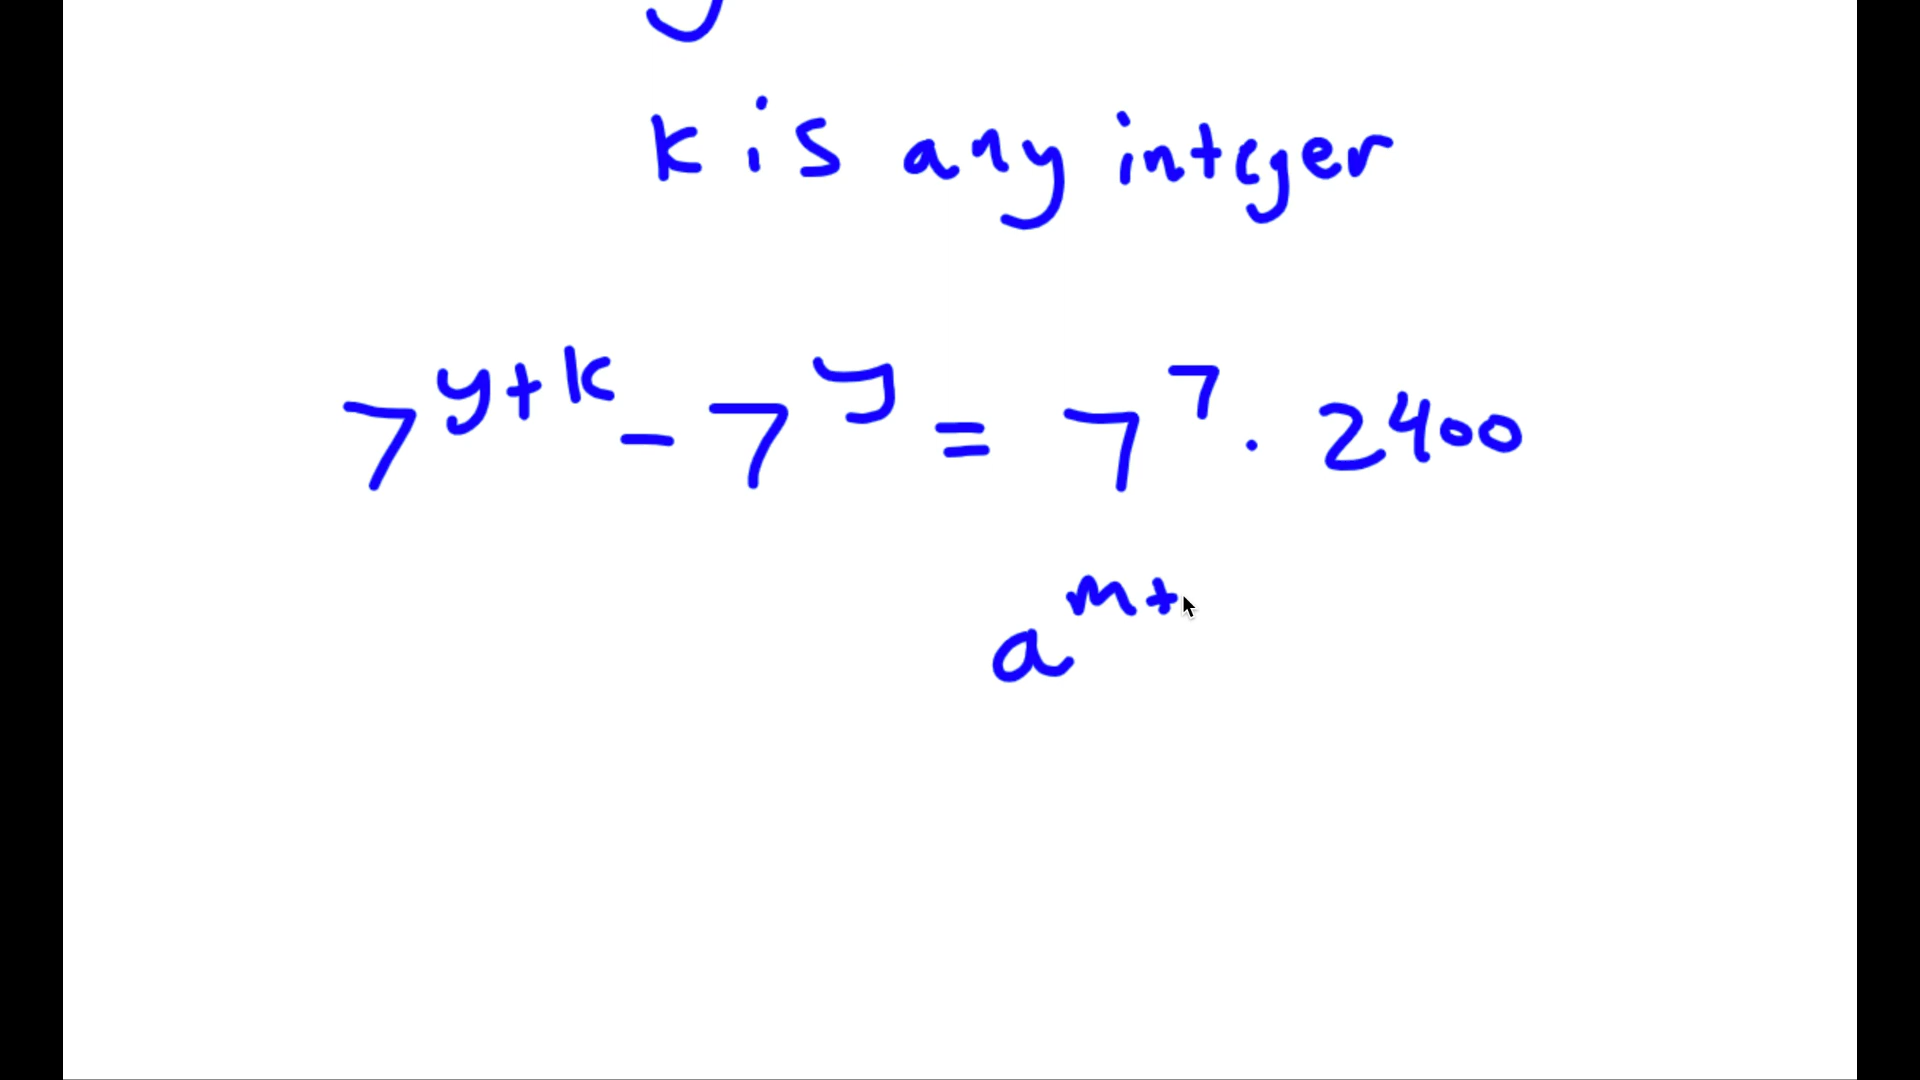 k is any integer
7^{y+k} - 7^y = 7^7 · 2400
a^{m+